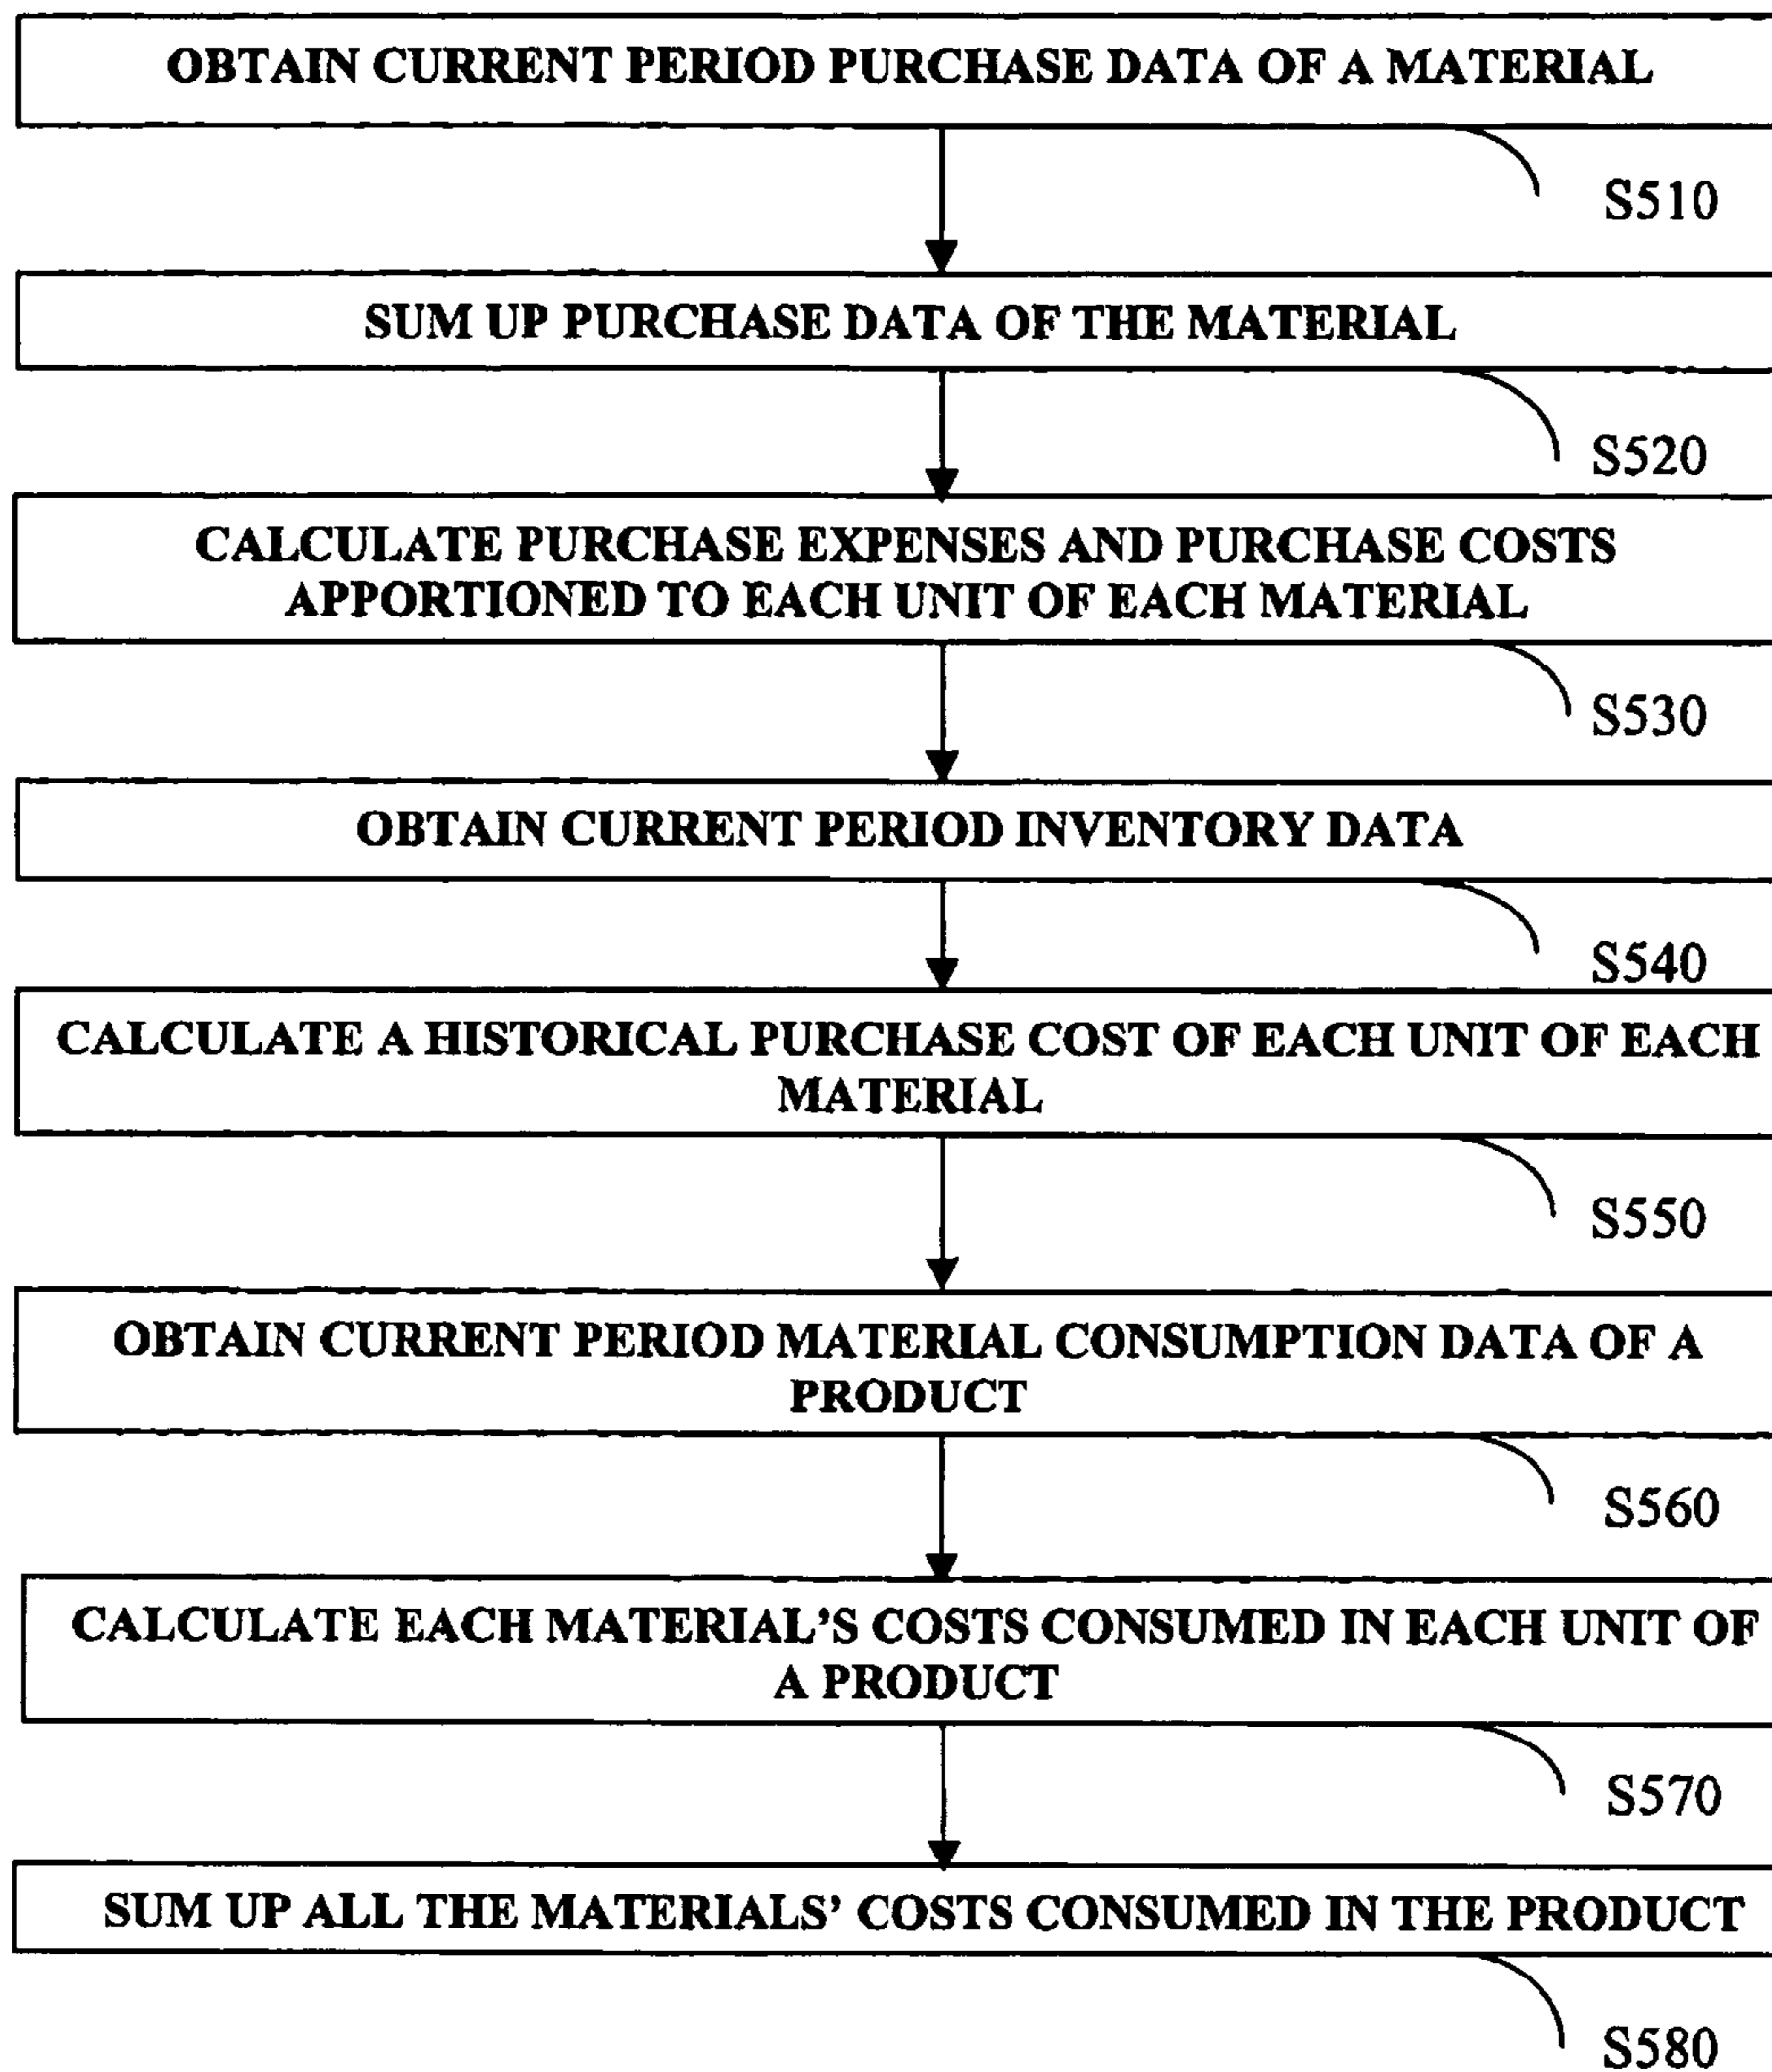 OBTAIN CURRENT PERIOD PURCHASE DATA OF A MATERIAL
S510
SUM UP PURCHASE DATA OF THE MATERIAL
S520
CALCULATE PURCHASE EXPENSES AND PURCHASE COSTS
APPORTIONED TO EACH UNIT OF EACH MATERIAL
S530
OBTAIN CURRENT PERIOD INVENTORY DATA
S540
CALCULATE A HISTORICAL PURCHASE COST OF EACH UNIT OF EACH
MATERIAL
S550
OBTAIN CURRENT PERIOD MATERIAL CONSUMPTION DATA OF A
PRODUCT
S560
CALCULATE EACH MATERIAL’S COSTS CONSUMED IN EACH UNIT OF
A PRODUCT
S570
SUM UP ALL THE MATERIALS’ COSTS CONSUMED IN THE PRODUCT
S580